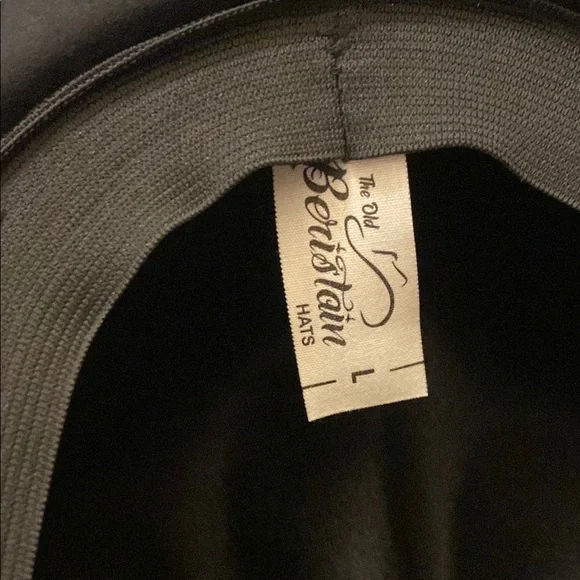 The Old
Beristain
HATS
L